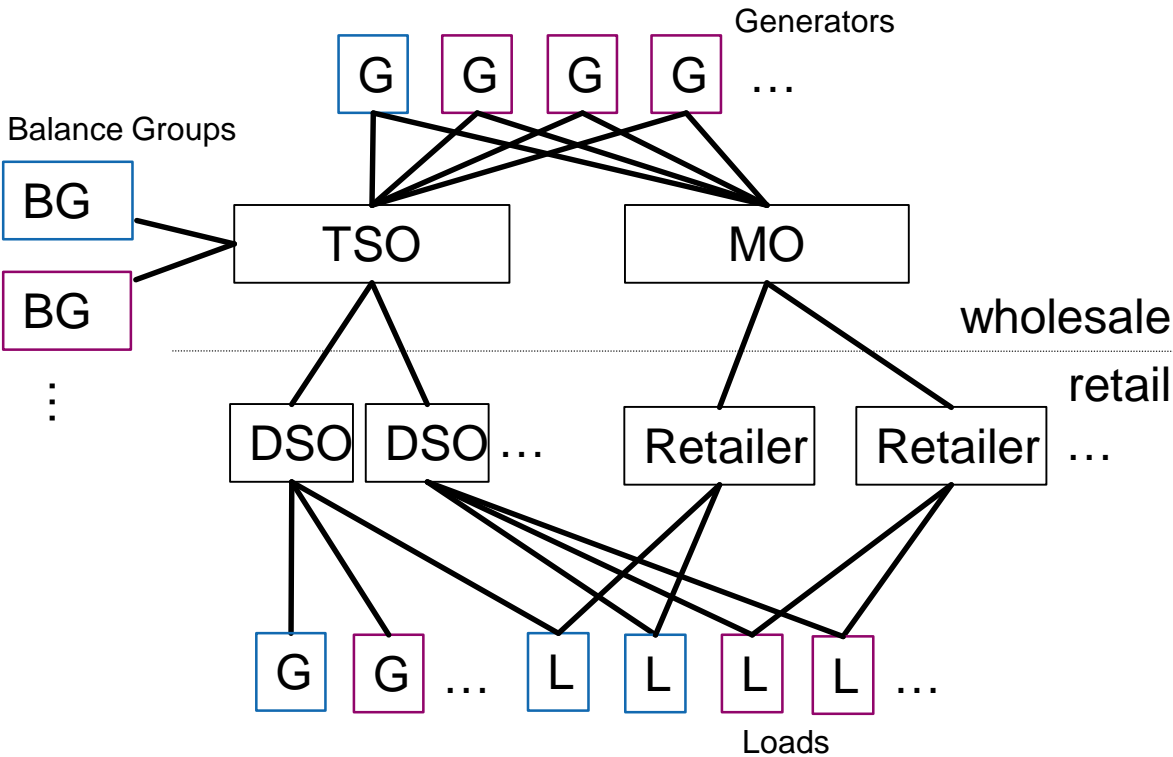 Generators
G G G G ...
Balance Groups
BG
TSO MO
BG
wholesale
retail
⋮
DSO DSO ... Retailer Retailer ...
G G ... L L L L ...
Loads